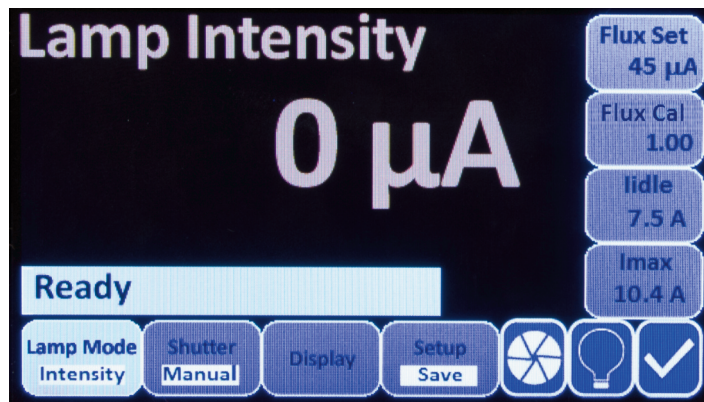 Lamp Intensity
0 µA
Flux Set
45 µA
Flux Cal
1.00
Iidle
7.5 A
Imax
10.4 A
Ready
Lamp Mode
Intensity
Shutter
Manual
Display
Setup
Save